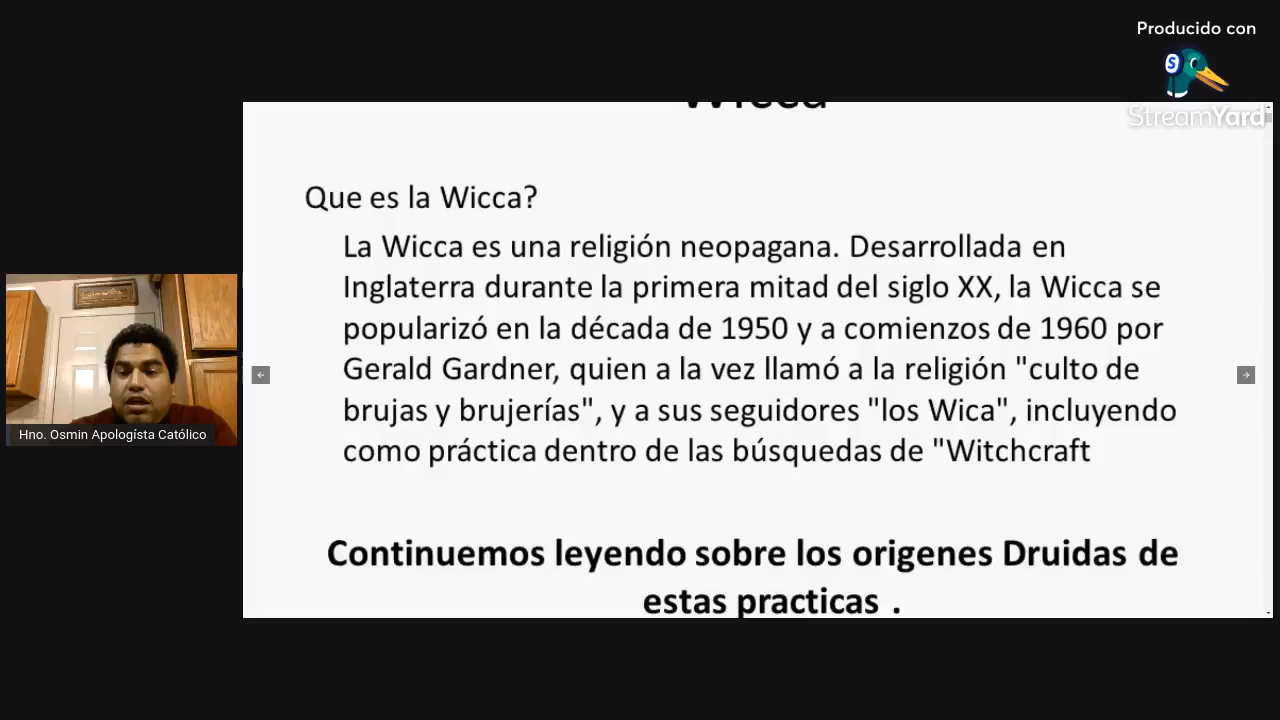 Producido con
StreamYard
Wicca
Que es la Wicca?
La Wicca es una religión neopagana. Desarrollada en
Inglaterra durante la primera mitad del siglo XX, la Wicca se
popularizó en la década de 1950 y a comienzos de 1960 por
Gerald Gardner, quien a la vez llamó a la religión "culto de
brujas y brujerías", y a sus seguidores "los Wica", incluyendo
como práctica dentro de las búsquedas de "Witchcraft
Continuemos leyendo sobre los origenes Druidas de
estas practicas .
Hno. Osmin Apologísta Católico